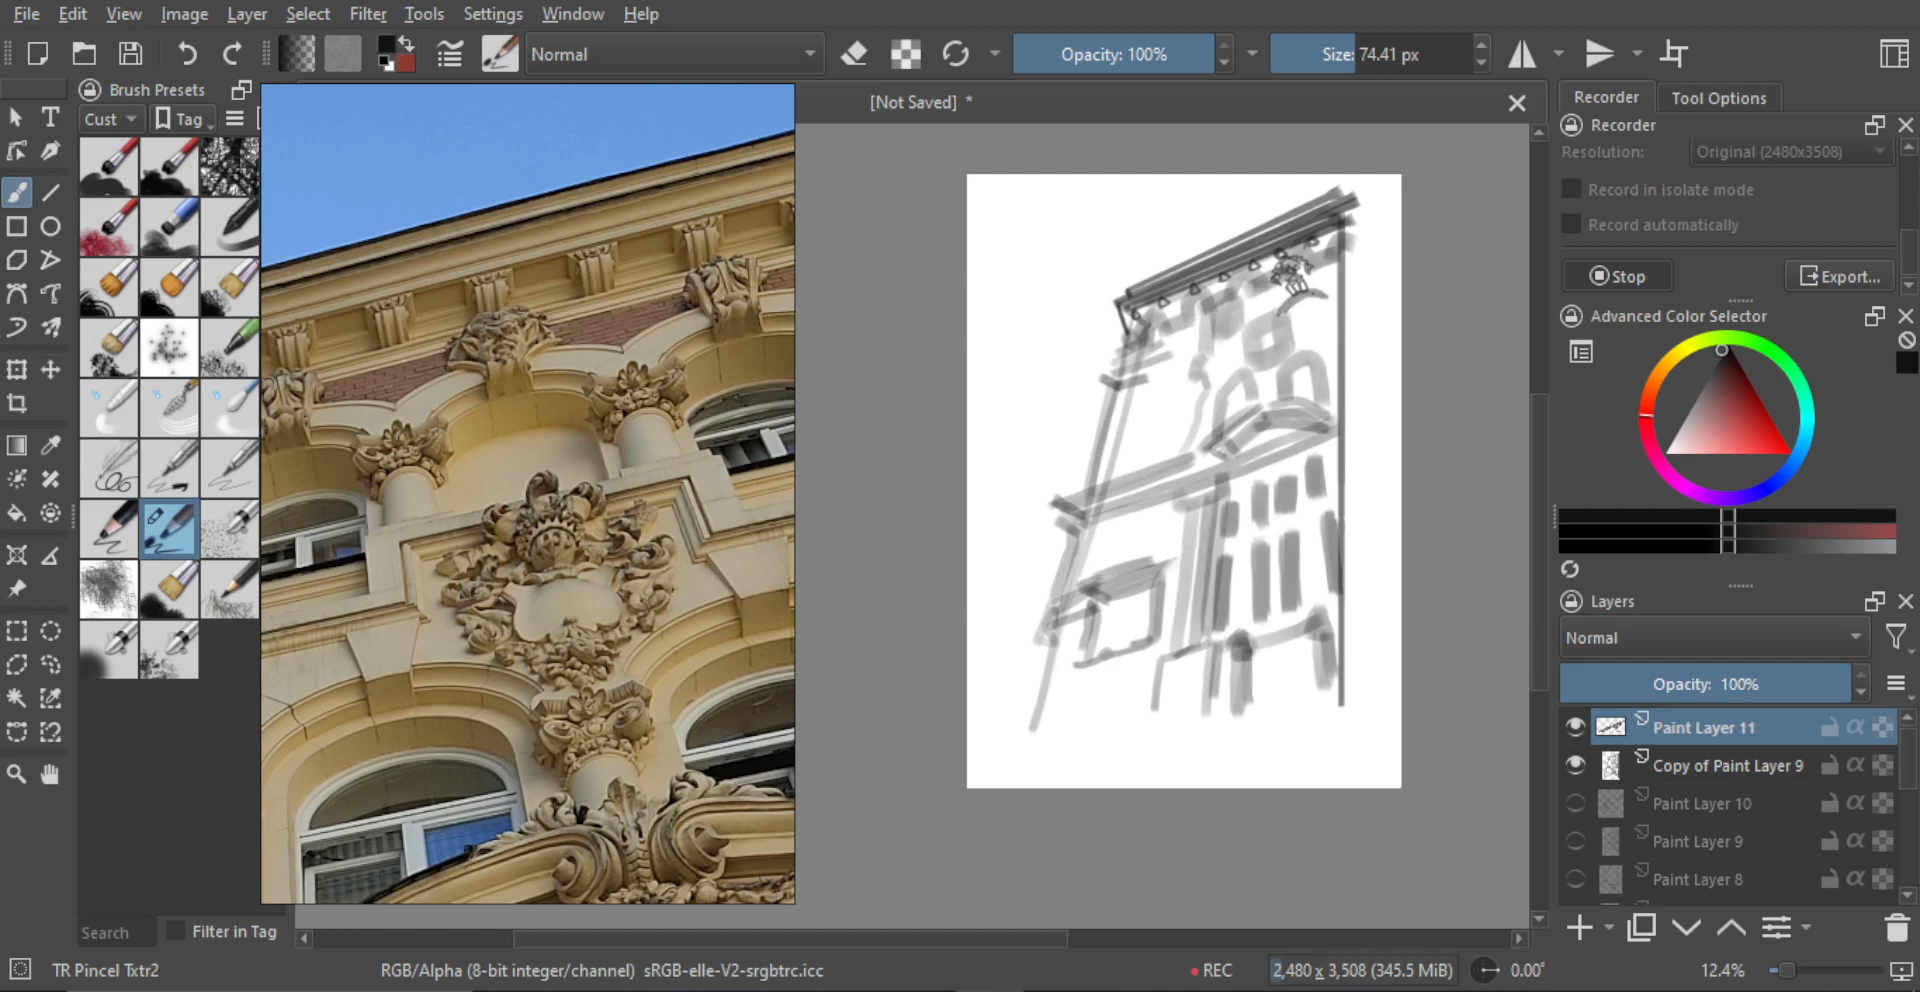 File Edit View Image Layer Select Filter Tools Settings Window Help
Normal
Opacity: 100%
Size: 74.41 px
Brush Presets
Cust
Tag
[Not Saved] *
Recorder
Tool Options
Recorder
Resolution: Original (2480x3508)
Record in isolate mode
Record automatically
Stop
Export...
Advanced Color Selector
Layers
Normal
Opacity: 100%
Paint Layer 11
Copy of Paint Layer 9
Paint Layer 10
Paint Layer 9
Paint Layer 8
Search
Filter in Tag
TR Pincel Txtr2
RGB/Alpha (8-bit integer/channel) sRGB-elle-V2-srgbtrc.icc
REC
2,480 x 3,508 (345.5 MiB)
0.00°
12.4%